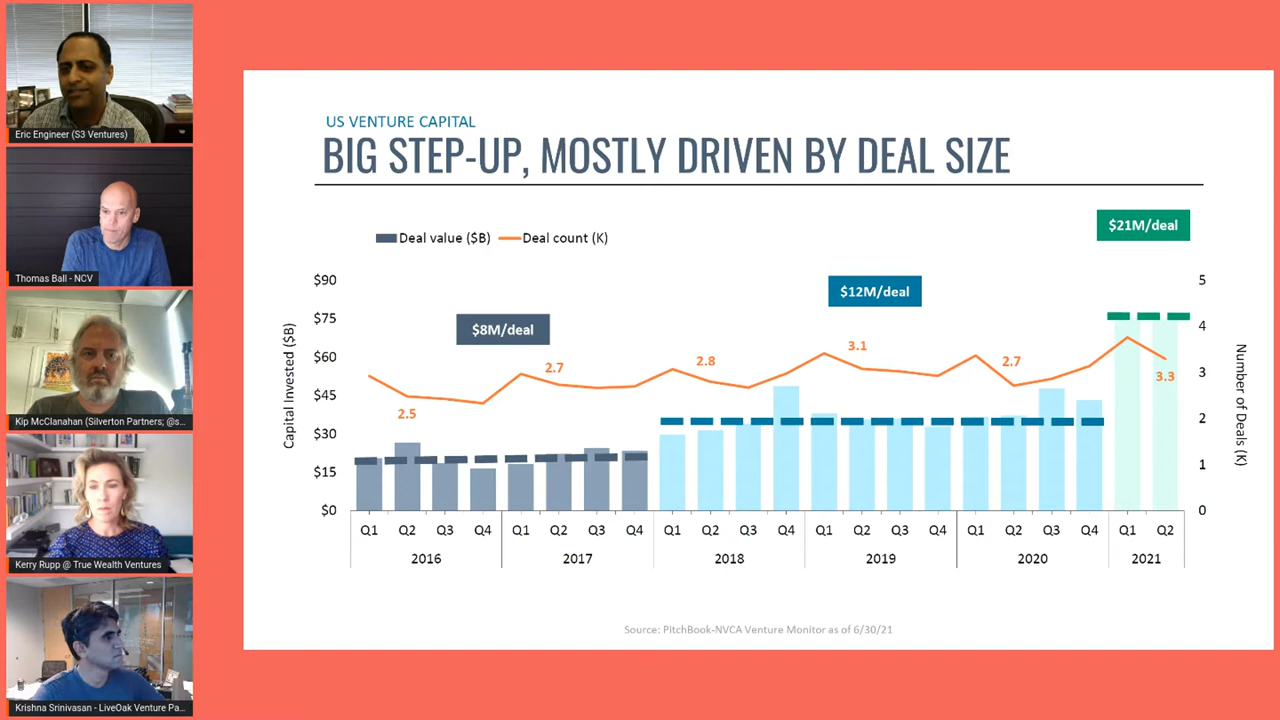 Eric Engineer (S3 Ventures)
Thomas Ball - NCV
Kip McClanahan (Silverton Partners; @s...
Kerry Rupp @ True Wealth Ventures
Krishna Srinivasan - LiveOak Venture Pa...
US VENTURE CAPITAL
BIG STEP-UP, MOSTLY DRIVEN BY DEAL SIZE
Deal value ($B) Deal count (K)
$8M/deal
$12M/deal
$21M/deal
Capital Invested ($B)
$90
$75
$60
$45
$30
$15
$0
2.5
2.7
2.8
3.1
2.7
3.3
5
4
3
2
1
0
Number of Deals (K)
Q1 Q2 Q3 Q4 Q1 Q2 Q3 Q4 Q1 Q2 Q3 Q4 Q1 Q2 Q3 Q4 Q1 Q2 Q3 Q4 Q1 Q2
2016 2017 2018 2019 2020 2021
Source: PitchBook-NVCA Venture Monitor as of 6/30/21